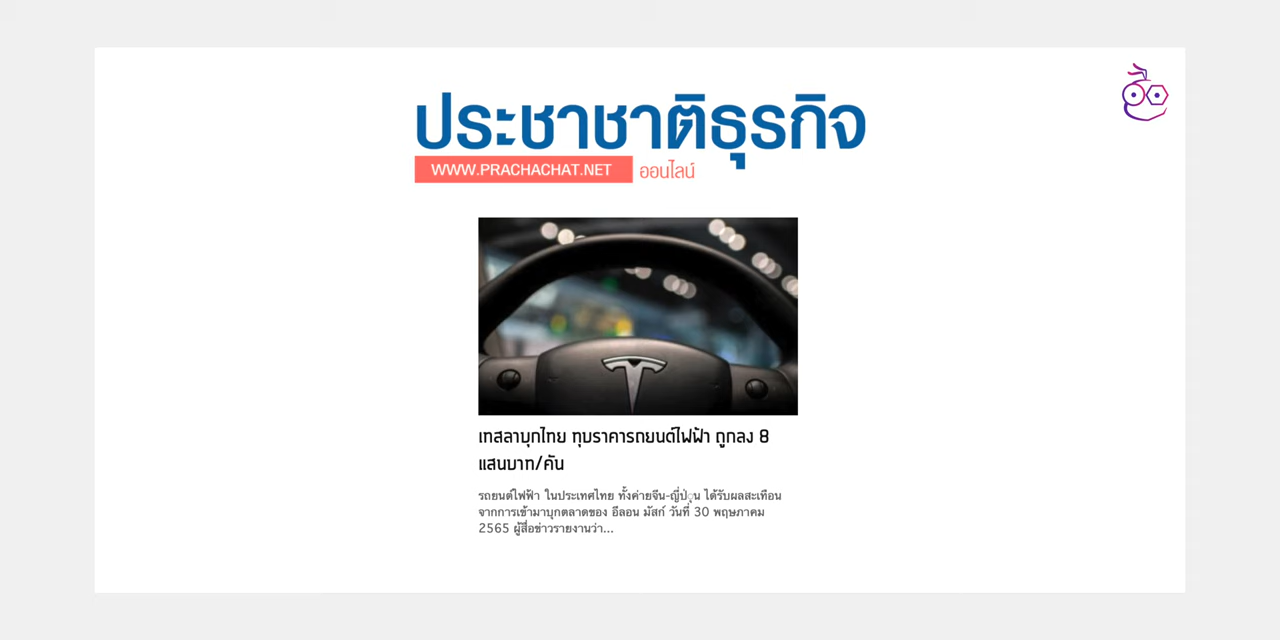 ประชาชาติธุรกิจ
WWW.PRACHACHAT.NET ออนไลน์
เทสลาบุกไทย ทุบราคารถยนต์ไฟฟ้า ถูกลง 8
แสนบาท/คัน
รถยนต์ไฟฟ้า ในประเทศไทย ทั้งค่ายจีน-ญี่ปุ่น ได้รับผลสะเทือน
จากการเข้ามาบุกตลาดของ อีลอน มัสก์ วันที่ 30 พฤษภาคม
2565 ผู้สื่อข่าวรายงานว่า...